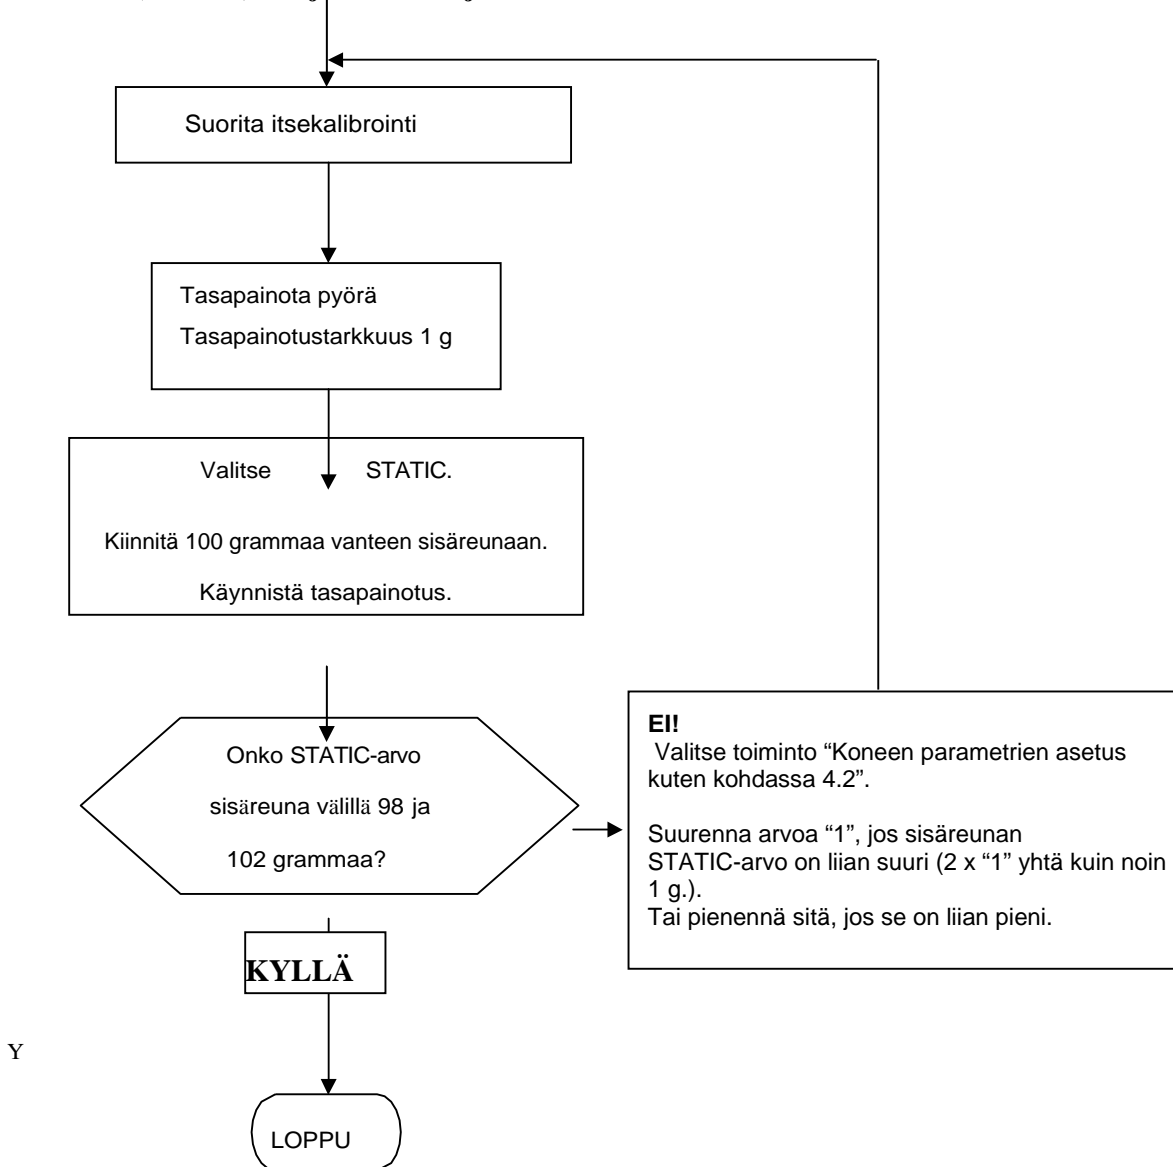 Suorita itsekalibrointi
Tasapainota pyörä
Tasapainotustarkkuus 1 g
Valitse STATIC.
Kiinnitä 100 grammaa vanteen sisäreunaan.
Käynnistä tasapainotus.
Onko STATIC-arvo
sisäreuna välillä 98 ja
102 grammaa?
EI!
Valitse toiminto “Koneen parametrien asetus
kuten kohdassa 4.2”.
Suurenna arvoa “1”, jos sisäreunan
STATIC-arvo on liian suuri (2 x “1” yhtä kuin noin
1 g.).
Tai pienennä sitä, jos se on liian pieni.
KYLLÄ
Y
LOPPU